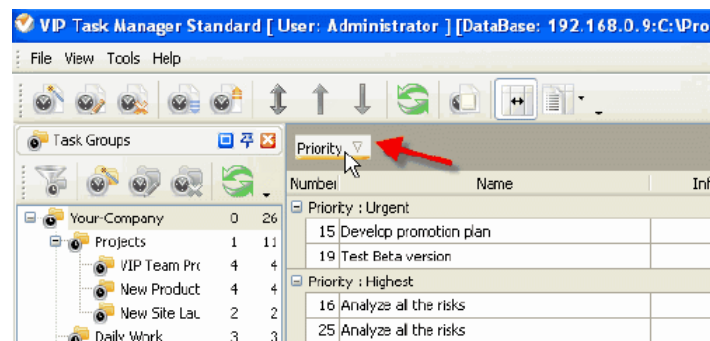 VIP Task Manager Standard [ User: Administrator ] [DataBase: 192.168.0.9:C:\Pro
File View Tools Help
Task Groups
Priority
Number Name Inf
Your-Company 0 26
Priority : Urgent
Projects 1 11
15 Develop promotion plan
VIP Team Pro 4 4
19 Test Beta version
New Product 4 4
Priority : Highest
New Site Lau 2 2
16 Analyze all the risks
Daily Work 3 3
25 Analyze all the risks